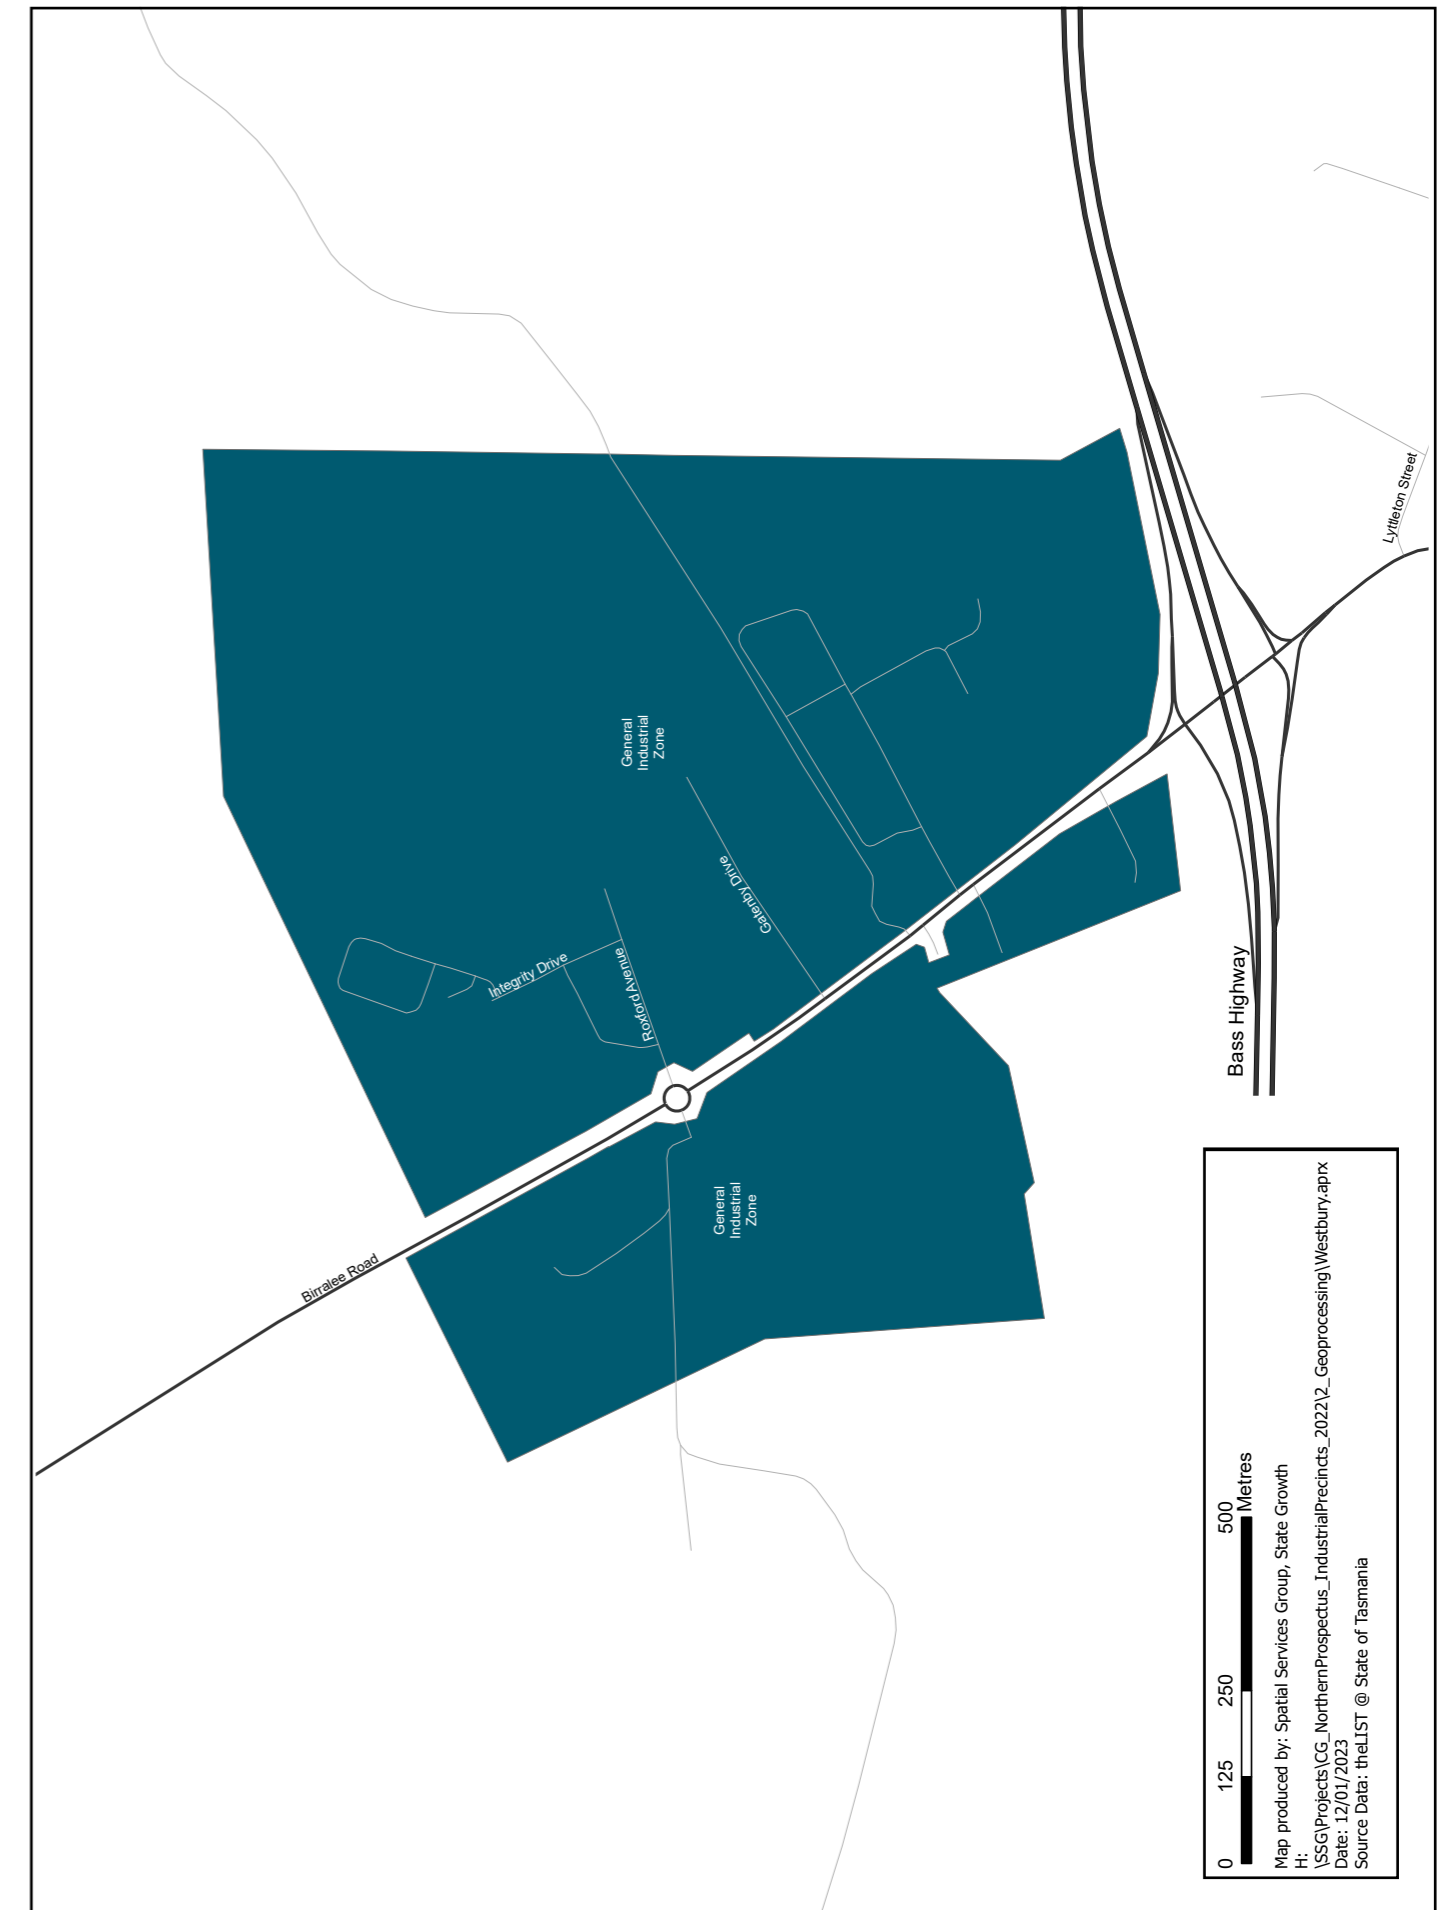 Birralee Road
Integrity Drive
Roxford Avenue
General
Industrial
Zone
Gatenby Drive
General
Industrial
Zone
Bass Highway
Lyttleton Street
0 125 250 500
Metres
Map produced by: Spatial Services Group, State Growth
H:
\SSG\Projects\CG_NorthernProspectus_IndustrialPrecincts_2022\2_Geoprocessing\Westbury.aprx
Date: 12/01/2023
Source Data: theLIST @ State of Tasmania